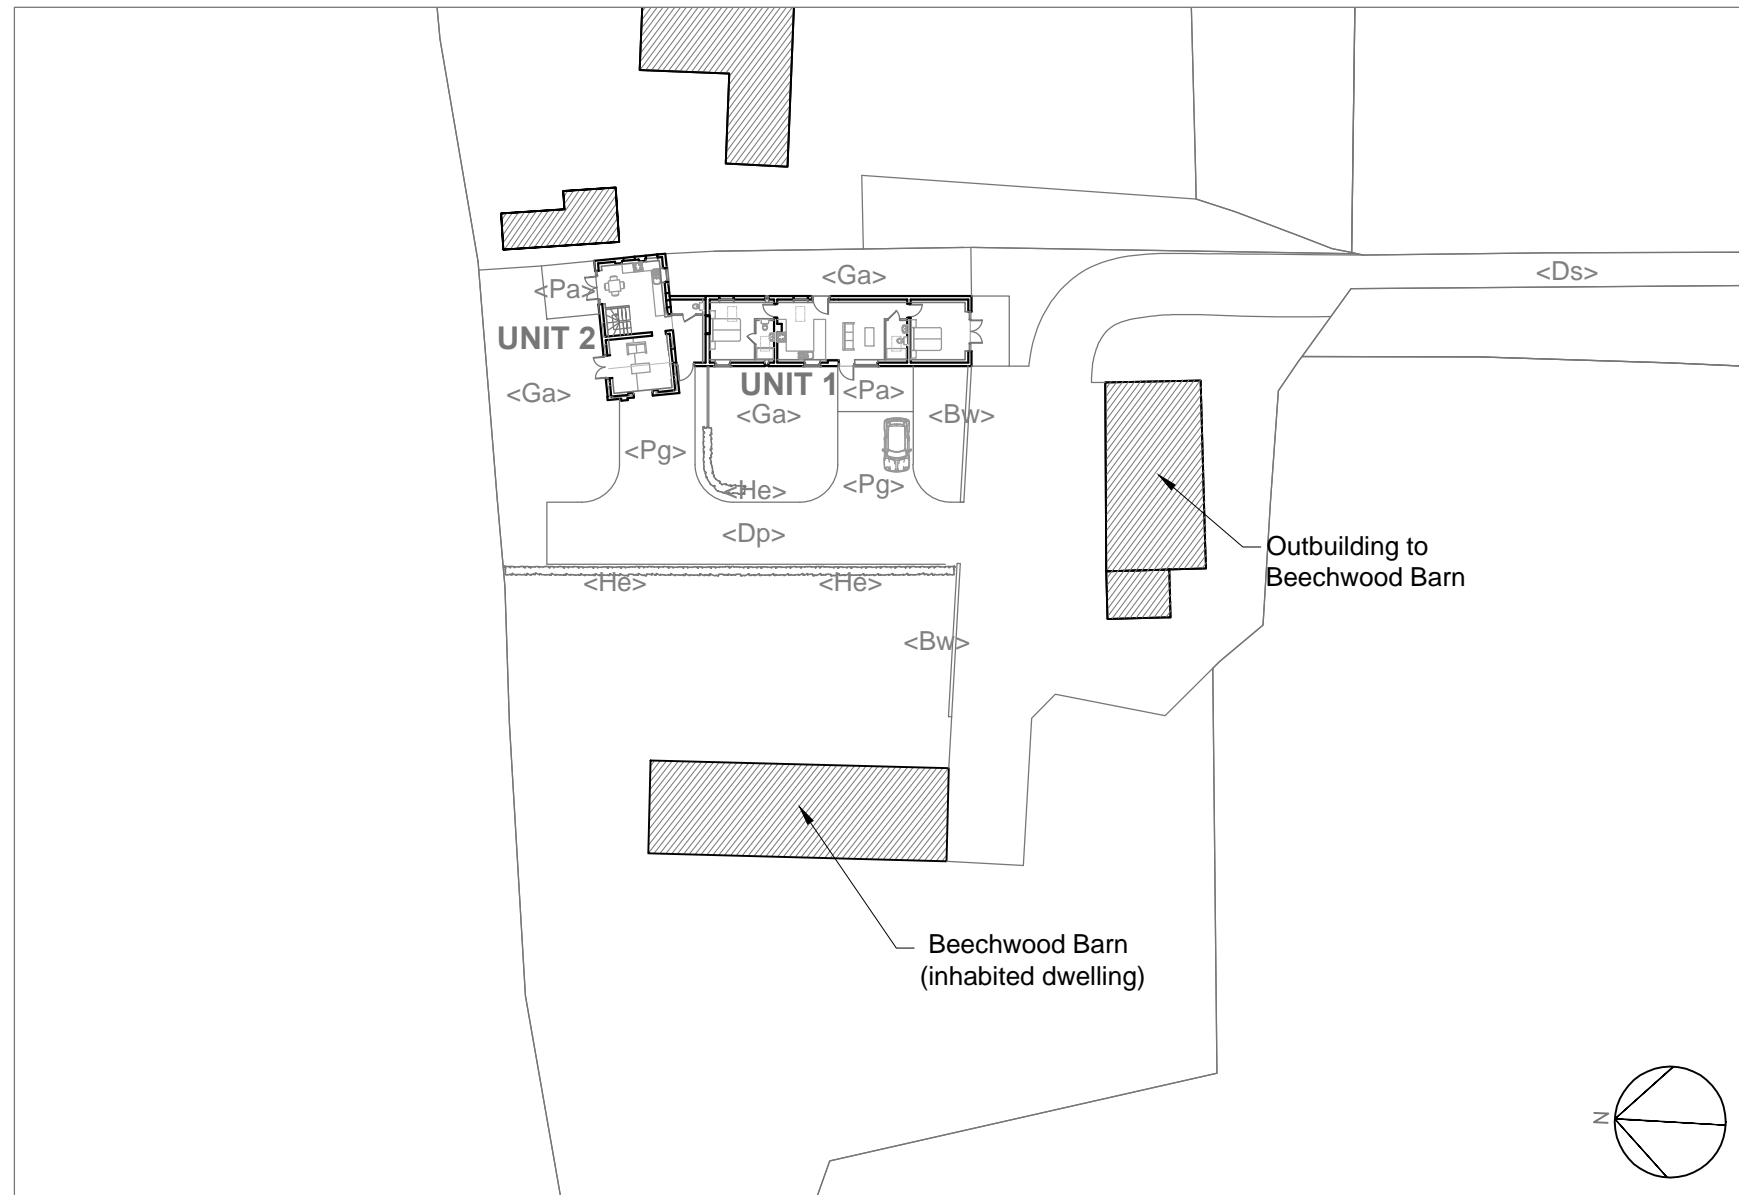 <Ga>
<Ds>
<Pa>
UNIT 2
UNIT 1
<Pa>
<Ga>
<Ga>
<Bw>
<Pg>
<Pg>
<He>
<Dp>
Outbuilding to
Beechwood Barn
<He>
<He>
<Bw>
Beechwood Barn
(inhabited dwelling)
N